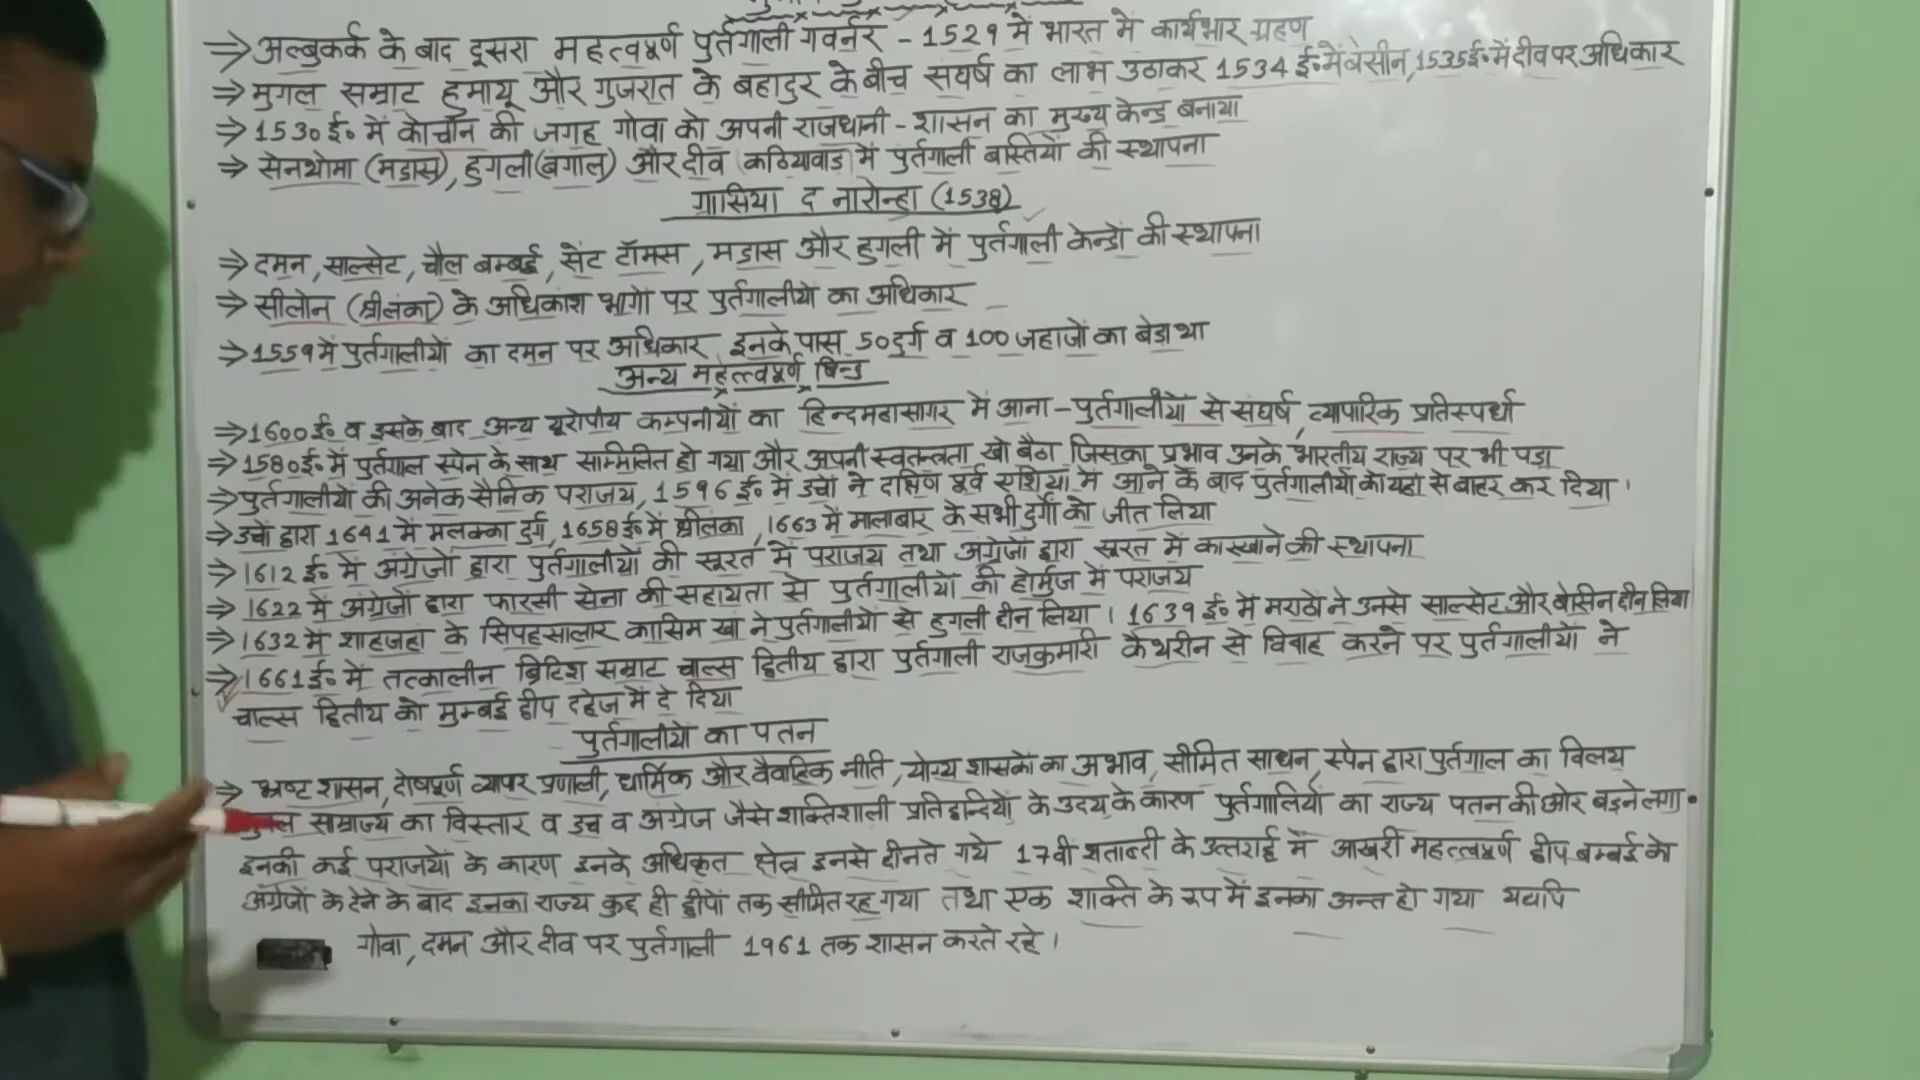 ⇒ अल्बुकर्क के बाद दूसरा महत्वपूर्ण पुर्तगाली गवर्नर - 1529 में भारत में कार्यभार ग्रहण
⇒ मुगल सम्राट हुमायू और गुजरात के बहादुर के बीच संघर्ष का लाभ उठाकर 1534 ई॰ में बेसीन, 1535ई॰ में दीव पर अधिकार
⇒ 1530 ई॰ में कोचीन की जगह गोवा को अपनी राजधानी - शासन का मुख्य केन्द्र बनाया
⇒ सेनथोमा (मद्रास), हुगली (बंगाल) और दीव (कठियावाड़) में पुर्तगाली बस्तियों की स्थापना
गार्सिया द नारोन्हा (1538)
⇒ दमन, साल्सेट, चौल बम्बई, सेंट टॉमस, मद्रास और हुगली में पुर्तगाली केन्द्रों की स्थापना
⇒ सीलोन (श्रीलंका) के अधिकांश भागों पर पुर्तगालीयों का अधिकार
⇒ 1559 में पुर्तगालीयों का दमन पर अधिकार, इनके पास 50 दुर्ग व 100 जहाजों का बेड़ा था
अन्य महत्त्वपूर्ण बिन्दु
⇒ 1600 ई॰ व इसके बाद अन्य यूरोपीय कम्पनीयों का हिन्दमहासागर में आना - पुर्तगालीयों से संघर्ष, व्यापारिक प्रतिस्पर्धा
⇒ 1580 ई॰ में पुर्तगाल स्पेन के साथ सम्मिलित हो गया और अपनी स्वतन्त्रता खो बैठा जिसका प्रभाव उनके भारतीय राज्य पर भी पड़ा
⇒ पुर्तगालीयों की अनेक सैनिक पराजय, 1596 ई॰ में डचों ने दक्षिण पूर्व एशिया में आने के बाद पुर्तगालीयों को यहां से बाहर कर दिया।
⇒ डचों द्वारा 1641 में मलक्का दुर्ग, 1658 ई॰ में श्रीलंका, 1663 में मालाबार के सभी दुर्गों को जीत लिया
⇒ 1612 ई॰ में अंग्रेजों द्वारा पुर्तगालीयों की सूरत में पराजय तथा अंग्रेजों द्वारा सूरत में कारखाने की स्थापना
⇒ 1622 में अंग्रेजों द्वारा फारसी सेना की सहायता से पुर्तगालीयों की होर्मुज में पराजय
⇒ 1632 में शाहजहां के सिपहसालार कासिम खां ने पुर्तगालीयों से हुगली छीन लिया। 1639 ई॰ में मराठों ने उनसे साल्सेट और बेसिन छीन लिया
⇒ 1661 ई॰ में तत्कालीन ब्रिटिश सम्राट चार्ल्स द्वितीय द्वारा पुर्तगाली राजकुमारी कैथरीन से विवाह करने पर पुर्तगालीयों ने
चार्ल्स द्वितीय को मुम्बई द्वीप दहेज में दे दिया
पुर्तगालीयों का पतन
⇒ भ्रष्ट शासन, दोषपूर्ण व्यापर प्रणाली, धार्मिक और वैवाहिक नीति, योग्य शासकों का अभाव, सीमित साधन, स्पेन द्वारा पुर्तगाल का विलय
साम्राज्य का विस्तार व डच व अंग्रेज जैसे शक्तिशाली प्रतिद्वन्दियों के उदय के कारण पुर्तगालियों का राज्य पतन की ओर बढ़ने लगा
इनकी कई पराजयों के कारण इनके अधिकृत क्षेत्र इनसे छीनते गये 17वी शताब्दी के उत्तरार्द्ध में आखरी महत्त्वपूर्ण द्वीप बम्बई को
अंग्रेजों के देने के बाद इनका राज्य कुछ ही द्वीपों तक सीमित रह गया तथा एक शक्ति के रूप में इनका अन्त हो गया यद्यपि
गोवा, दमन और दीव पर पुर्तगाली 1961 तक शासन करते रहे।